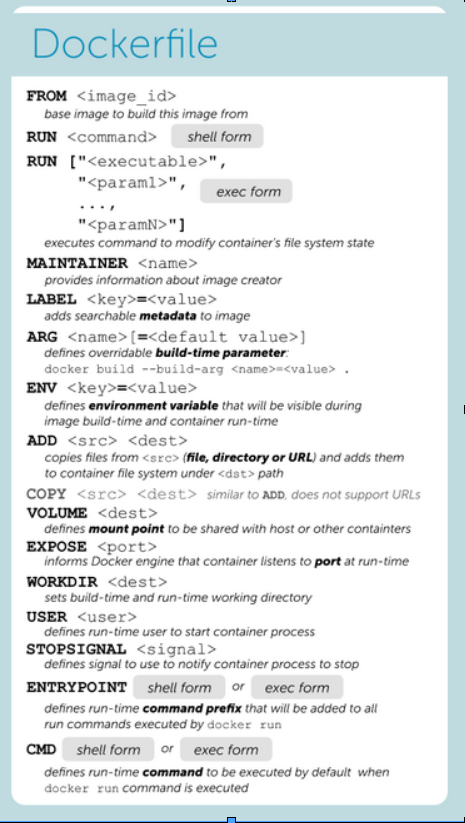 Dockerfile
FROM <image_id>
base image to build this image from
RUN <command> shell form
RUN ["<executable>",
"<param1>",
..., exec form
"<paramN>"]
executes command to modify container's file system state
MAINTAINER <name>
provides information about image creator
LABEL <key>=<value>
adds searchable metadata to image
ARG <name>[=<default value>]
defines overridable build-time parameter:
docker build --build-arg <name>=<value> .
ENV <key>=<value>
defines environment variable that will be visible during
image build-time and container run-time
ADD <src> <dest>
copies files from <src> (file, directory or URL) and adds them
to container file system under <dst> path
COPY <src> <dest> similar to ADD, does not support URLs
VOLUME <dest>
defines mount point to be shared with host or other containters
EXPOSE <port>
informs Docker engine that container listens to port at run-time
WORKDIR <dest>
sets build-time and run-time working directory
USER <user>
defines run-time user to start container process
STOPSIGNAL <signal>
defines signal to use to notify container process to stop
ENTRYPOINT shell form or exec form
defines run-time command prefix that will be added to all
run commands executed by docker run
CMD shell form or exec form
defines run-time command to be executed by default when
docker run command is executed